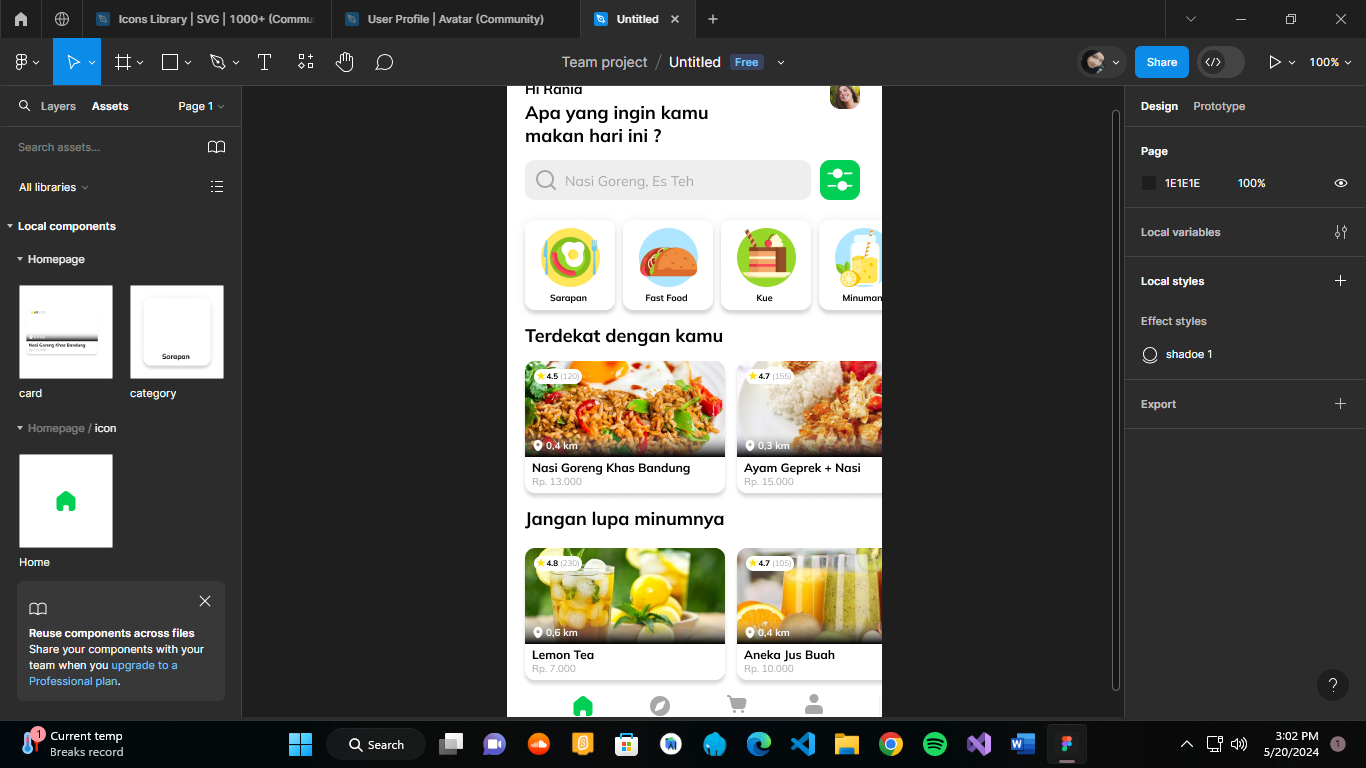 Icons Library | SVG | 1000+ (Commu
User Profile | Avatar (Community)
Untitled
Team project / Untitled Free
Share
100%
Layers Assets Page 1
Search assets...
All libraries
Local components
Homepage
Sarapan
card
category
Homepage / icon
Home
Reuse components across files
Share your components with your
team when you upgrade to a
Professional plan.
Hi Rania
Apa yang ingin kamu
makan hari ini ?
Nasi Goreng, Es Teh
Sarapan
Fast Food
Kue
Minuman
Terdekat dengan kamu
4.5 (120)
0,4 km
Nasi Goreng Khas Bandung
Rp. 13.000
4.7 (155)
0,3 km
Ayam Geprek + Nasi
Rp. 15.000
Jangan lupa minumnya
4.8 (230)
0,6 km
Lemon Tea
Rp. 7.000
4.7 (105)
0,4 km
Aneka Jus Buah
Rp. 10.000
Design Prototype
Page
1E1E1E 100%
Local variables
Local styles
Effect styles
shadoe 1
Export
?
1
Current temp
Breaks record
Search
3:02 PM
5/20/2024
1